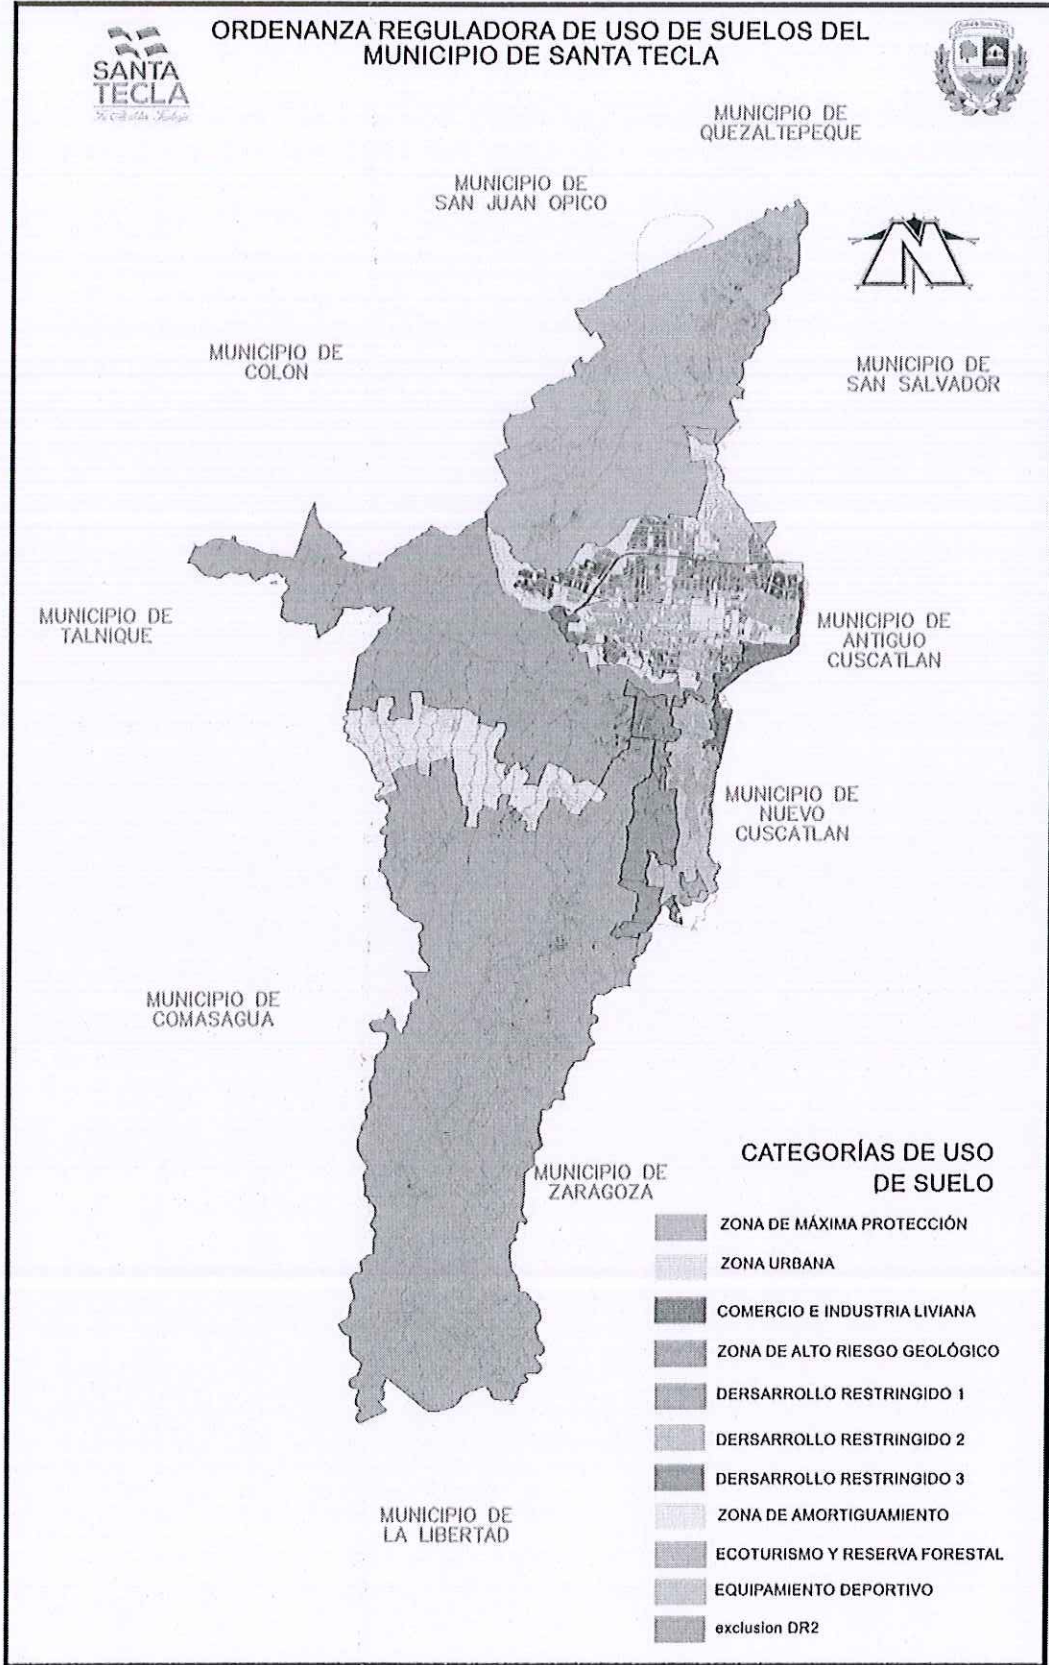 ORDENANZA REGULADORA DE USO DE SUELOS DEL
MUNICIPIO DE SANTA TECLA
SANTA
TECLA
MUNICIPIO DE
QUEZALTEPEQUE
MUNICIPIO DE
SAN JUAN OPICO
N
MUNICIPIO DE
COLON
MUNICIPIO DE
SAN SALVADOR
MUNICIPIO DE
TALNIQUE
MUNICIPIO DE
ANTIGUO
CUSCATLAN
MUNICIPIO DE
NUEVO
CUSCATLAN
MUNICIPIO DE
COMASAGUA
MUNICIPIO DE
ZARAGOZA
MUNICIPIO DE
LA LIBERTAD
CATEGORÍAS DE USO
DE SUELO
ZONA DE MÁXIMA PROTECCIÓN
ZONA URBANA
COMERCIO E INDUSTRIA LIVIANA
ZONA DE ALTO RIESGO GEOLÓGICO
DERSARROLLO RESTRINGIDO 1
DERSARROLLO RESTRINGIDO 2
DERSARROLLO RESTRINGIDO 3
ZONA DE AMORTIGUAMIENTO
ECOTURISMO Y RESERVA FORESTAL
EQUIPAMIENTO DEPORTIVO
exclusion DR2